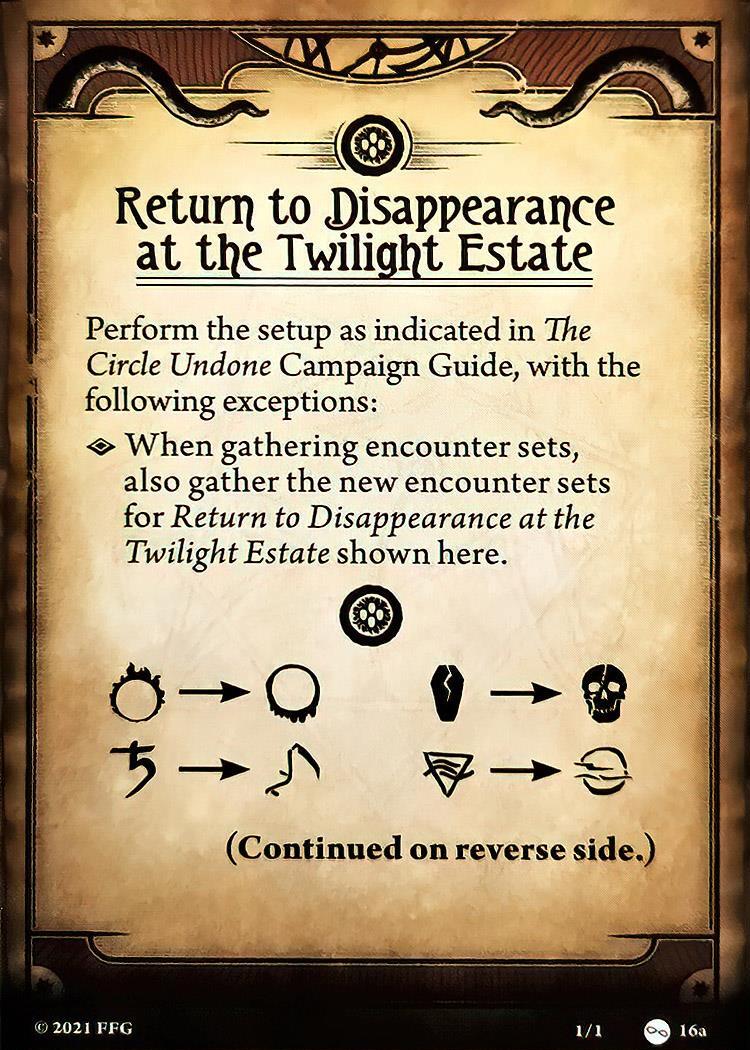 Return to Disappearance
at the Twilight Estate
Perform the setup as indicated in The
Circle Undone Campaign Guide, with the
following exceptions:
When gathering encounter sets,
also gather the new encounter sets
for Return to Disappearance at the
Twilight Estate shown here.
(Continued on reverse side.)
© 2021 FFG
1/1
16a